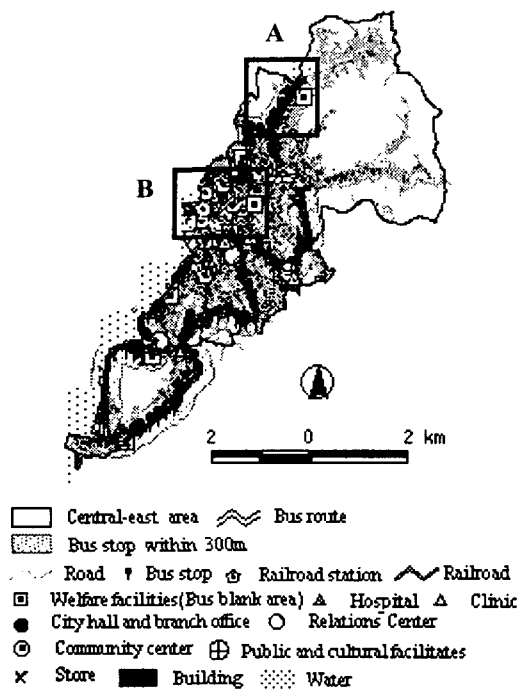 A
B
2 0 2 km
Central-east area Bus route
Bus stop within 300m
Road Bus stop Railroad station Railroad
Welfare facilities(Bus blank area) Hospital Clinic
City hall and branch office Relations Center
Community center Public and cultural facilitates
Store Building Water